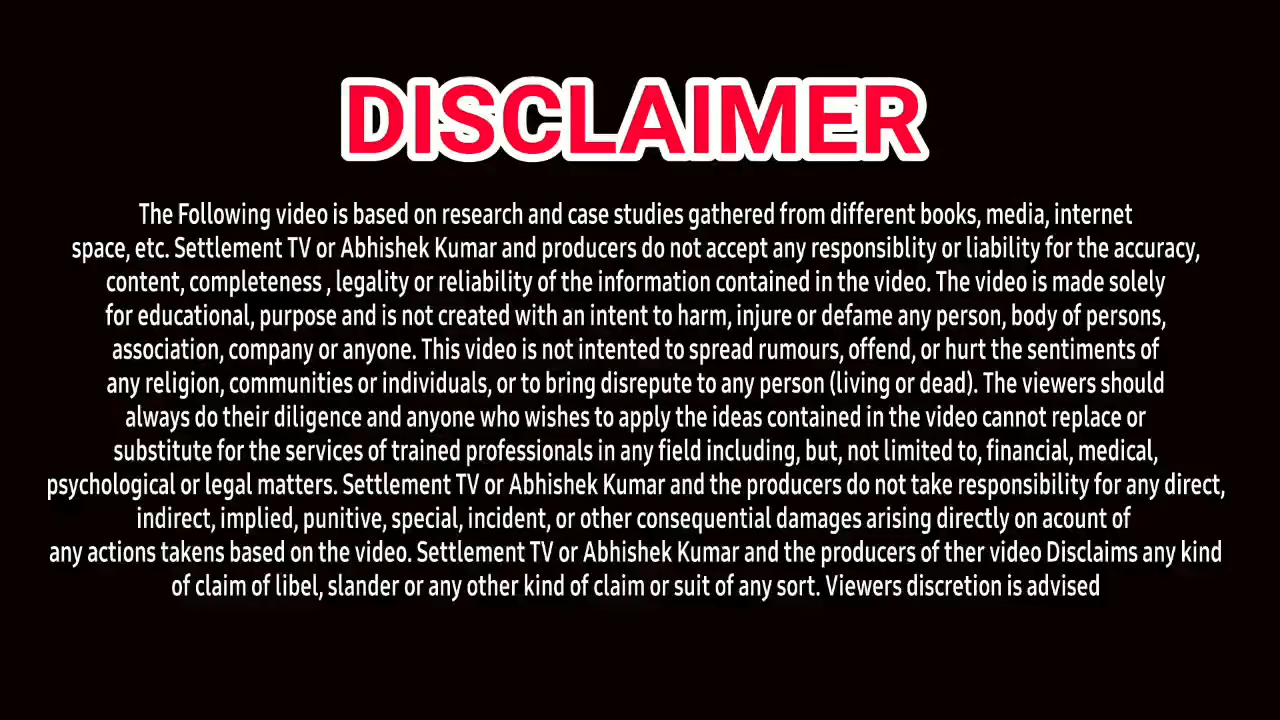 DISCLAIMER
The Following video is based on research and case studies gathered from different books, media, internet
space, etc. Settlement TV or Abhishek Kumar and producers do not accept any responsiblity or liability for the accuracy,
content, completeness , legality or reliability of the information contained in the video. The video is made solely
for educational, purpose and is not created with an intent to harm, injure or defame any person, body of persons,
association, company or anyone. This video is not intented to spread rumours, offend, or hurt the sentiments of
any religion, communities or individuals, or to bring disrepute to any person (living or dead). The viewers should
always do their diligence and anyone who wishes to apply the ideas contained in the video cannot replace or
substitute for the services of trained professionals in any field including, but, not limited to, financial, medical,
psychological or legal matters. Settlement TV or Abhishek Kumar and the producers do not take responsibility for any direct,
indirect, implied, punitive, special, incident, or other consequential damages arising directly on acount of
any actions takens based on the video. Settlement TV or Abhishek Kumar and the producers of ther video Disclaims any kind
of claim of libel, slander or any other kind of claim or suit of any sort. Viewers discretion is advised